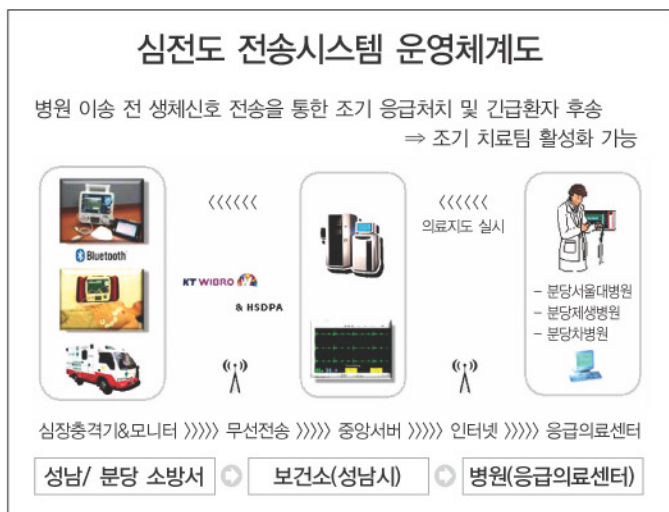 심전도 전송시스템 운영체계도
병원 이송 전 생체신호 전송을 통한 조기 응급처치 및 긴급환자 후송
⇒ 조기 치료팀 활성화 가능
Bluetooth
<<<<<<
KT WIBRO
& HSDPA
<<<<<<
의료지도 실시
- 분당서울대병원
- 분당제생병원
- 분당차병원
심장충격기&모니터 >>>>> 무선전송 >>>>> 중앙서버 >>>>> 인터넷 >>>>> 응급의료센터
성남/ 분당 소방서
보건소(성남시)
병원(응급의료센터)